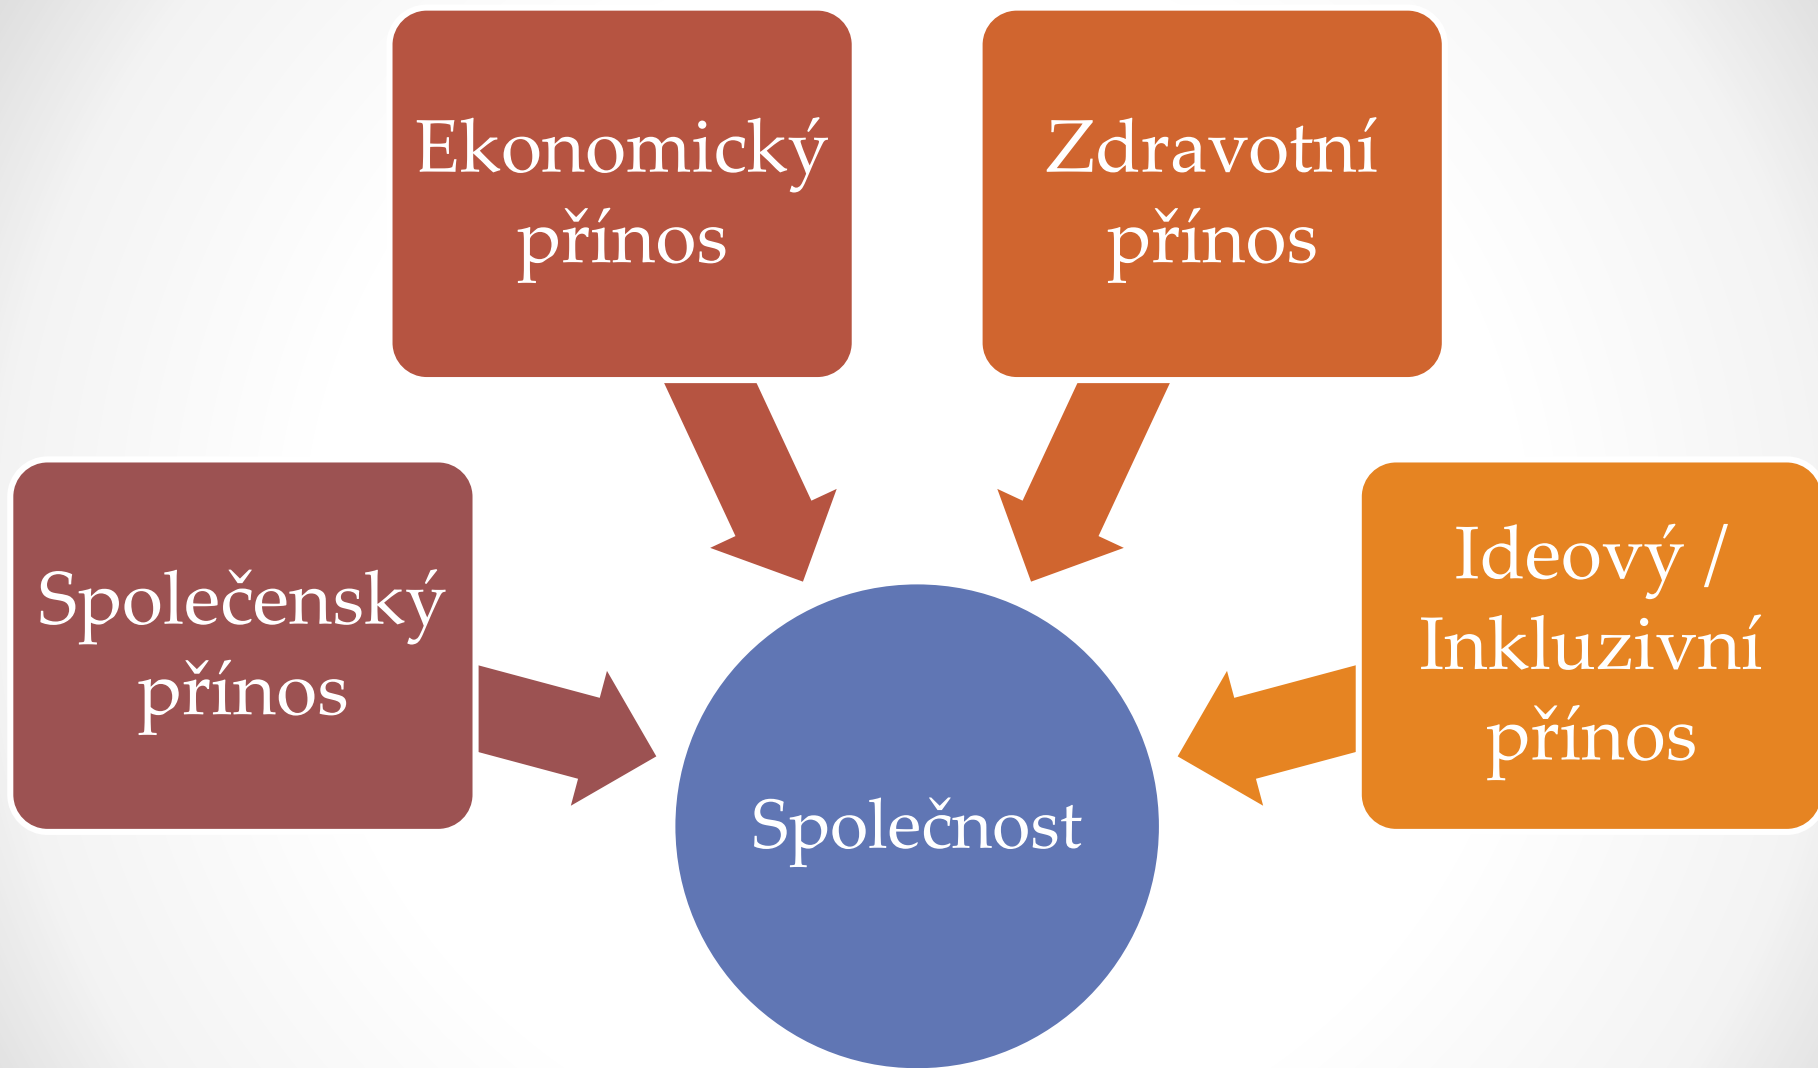 Ekonomický
přínos
Zdravotní
přínos
Společenský
přínos
Ideový /
Inkluzivní
přínos
Společnost